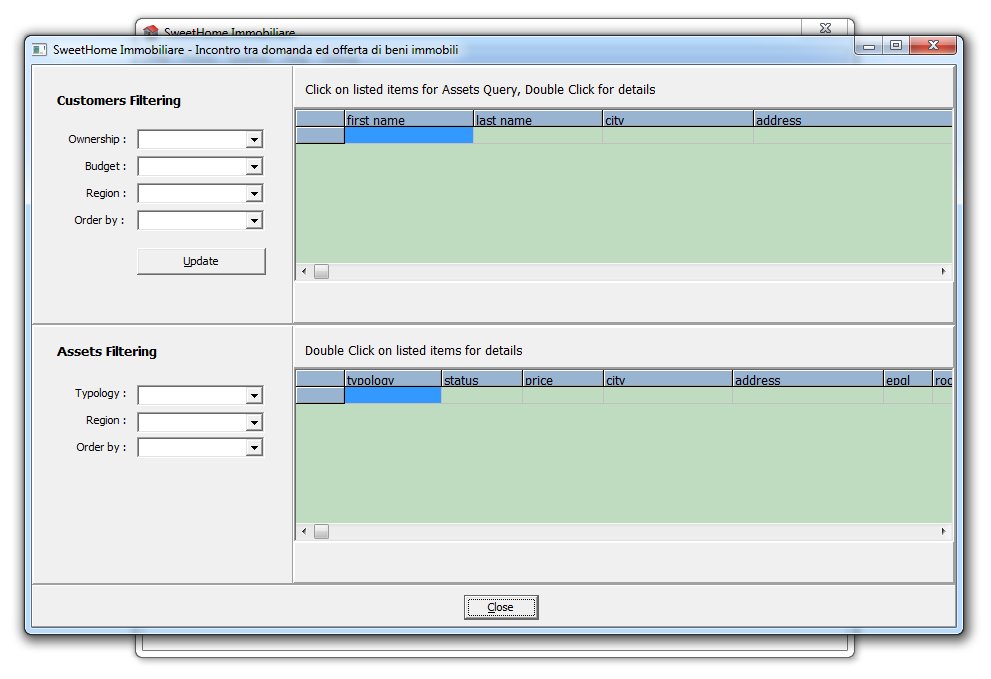 SweetHome Immobiliare
SweetHome Immobiliare - Incontro tra domanda ed offerta di beni immobili
Customers Filtering
Ownership :
Budget :
Region :
Order by :
Update
Click on listed items for Assets Query, Double Click for details
first name last name city address
Assets Filtering
Typology :
Region :
Order by :
Double Click on listed items for details
typology status price city address epgl
Close